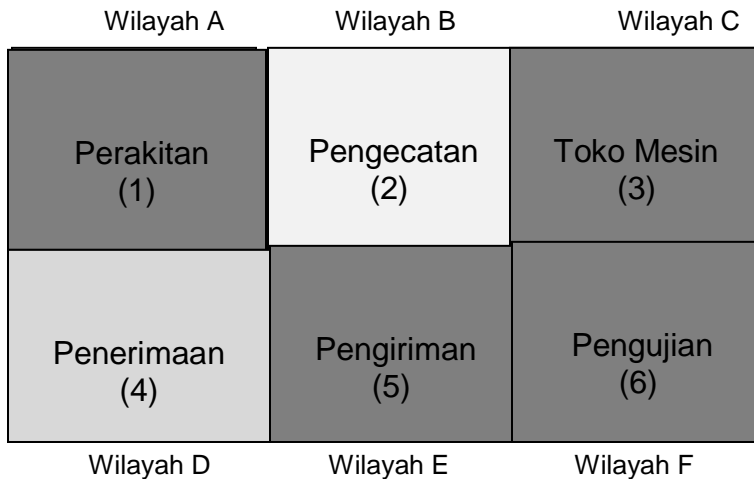 Wilayah A Wilayah B Wilayah C
Perakitan
(1)
Pengecatan
(2)
Toko Mesin
(3)
Penerimaan
(4)
Pengiriman
(5)
Pengujian
(6)
Wilayah D Wilayah E Wilayah F